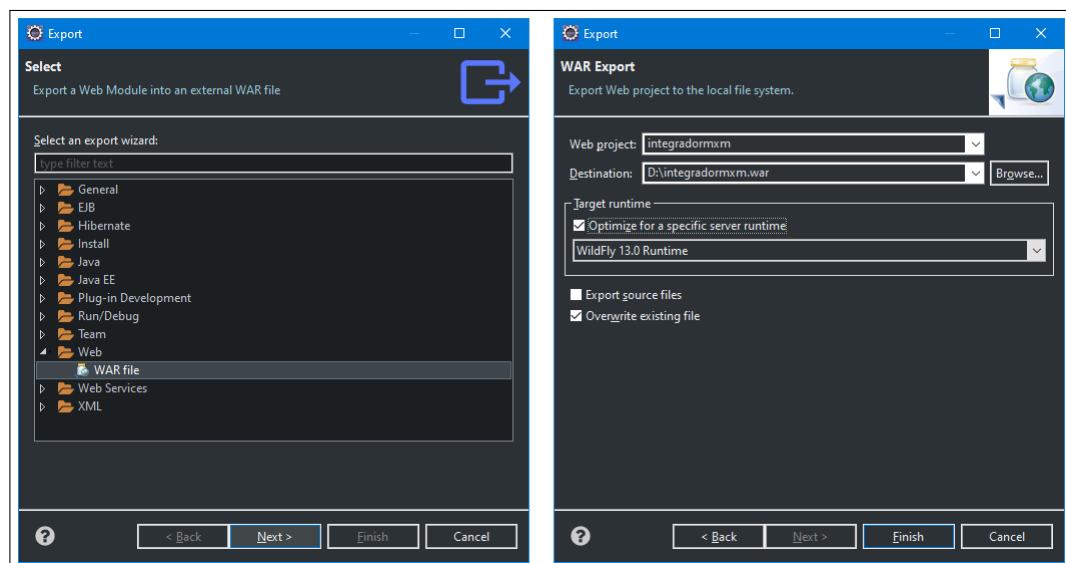 Export
Select
Export a Web Module into an external WAR file
Select an export wizard:
type filter text
General
EJB
Hibernate
Install
Java
Java EE
Plug-in Development
Run/Debug
Team
Web
WAR file
Web Services
XML
< Back
Next >
Finish
Cancel
Export
WAR Export
Export Web project to the local file system.
Web project: integradormxm
Destination: D:\integradormxm.war Browse...
Target runtime
Optimize for a specific server runtime
WildFly 13.0 Runtime
Export source files
Overwrite existing file
< Back
Next >
Finish
Cancel